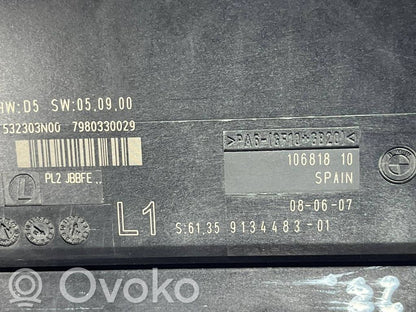 HW:D5 SW:05,09,00
532303N00 7980330029
>PA6-(GF10+GB20)<
106818 10
SPAIN
PL2 JBBFE ..
08-06-07
L1
S:61.35 9134483-01
OVOKO